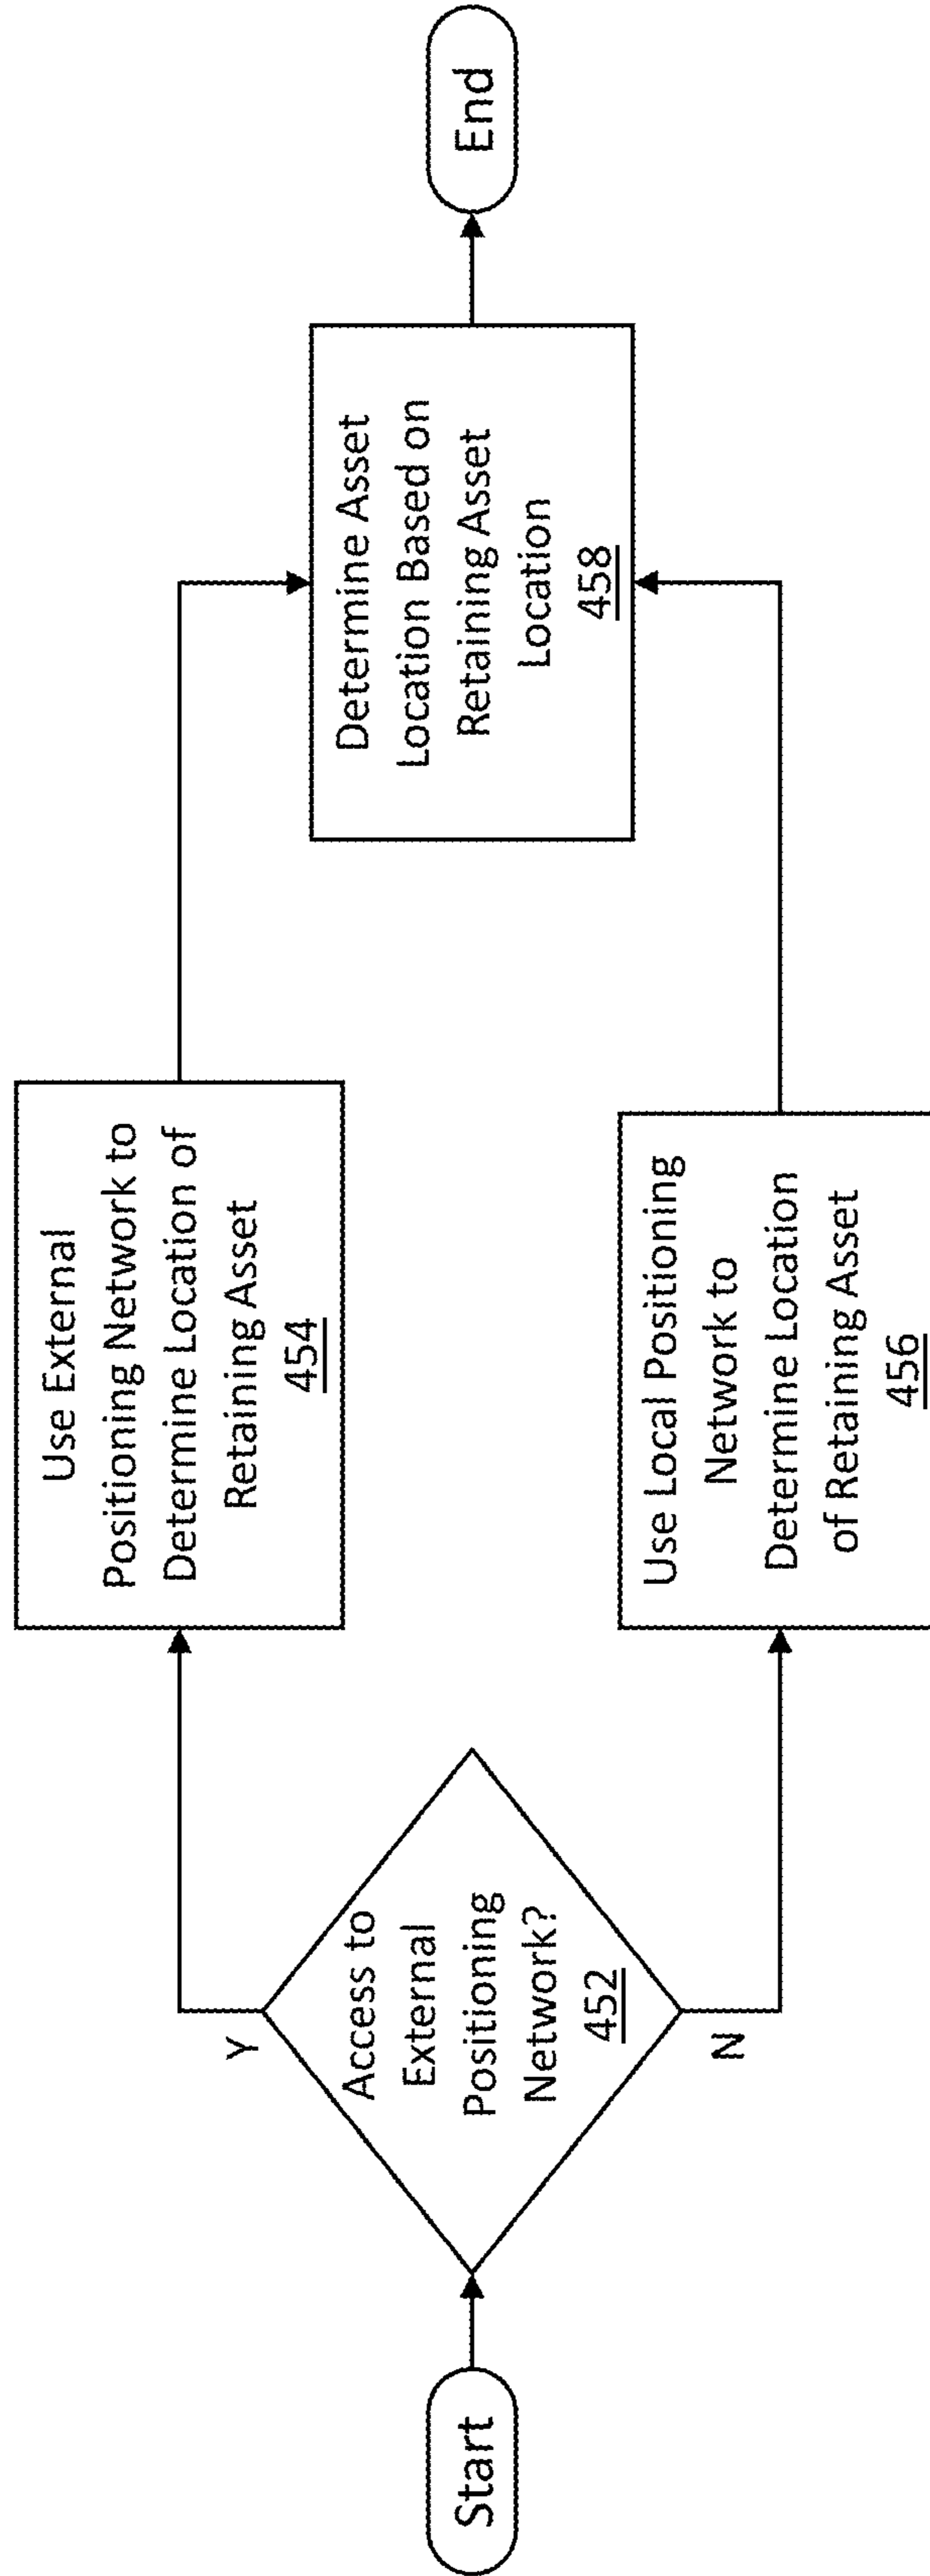 Start
Access to
External
Positioning
Network?
452
Y
N
Use External
Positioning Network to
Determine Location of
Retaining Asset
454
Use Local Positioning
Network to
Determine Location
of Retaining Asset
456
Determine Asset
Location Based on
Retaining Asset
Location
458
End